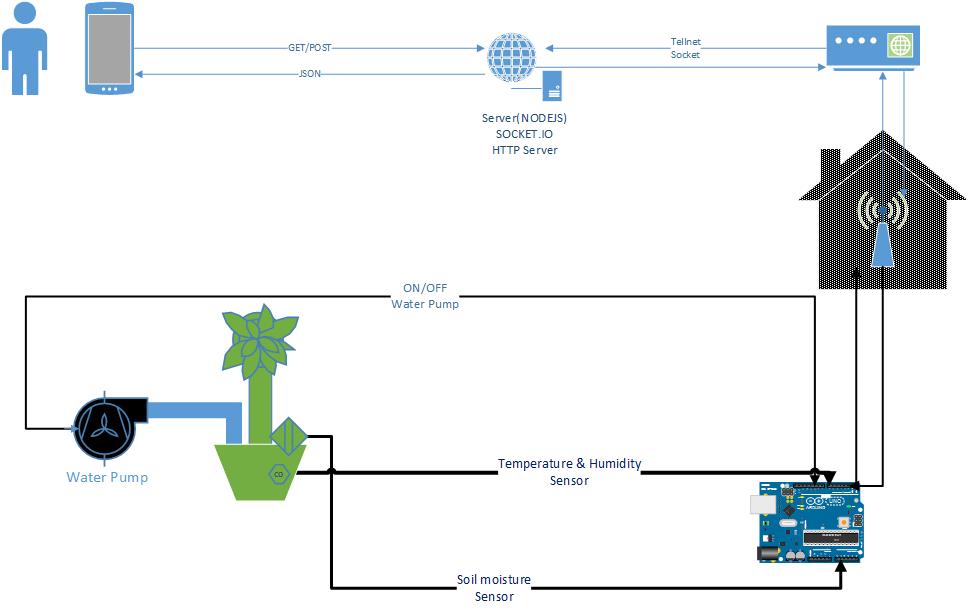 GET/POST
JSON
Tellnet
Socket
Server(NODEJS)
SOCKET.IO
HTTP Server
ON/OFF
Water Pump
Water Pump
CO
Temperature & Humidity
Sensor
UNO
ARDUINO
Soil moisture
Sensor